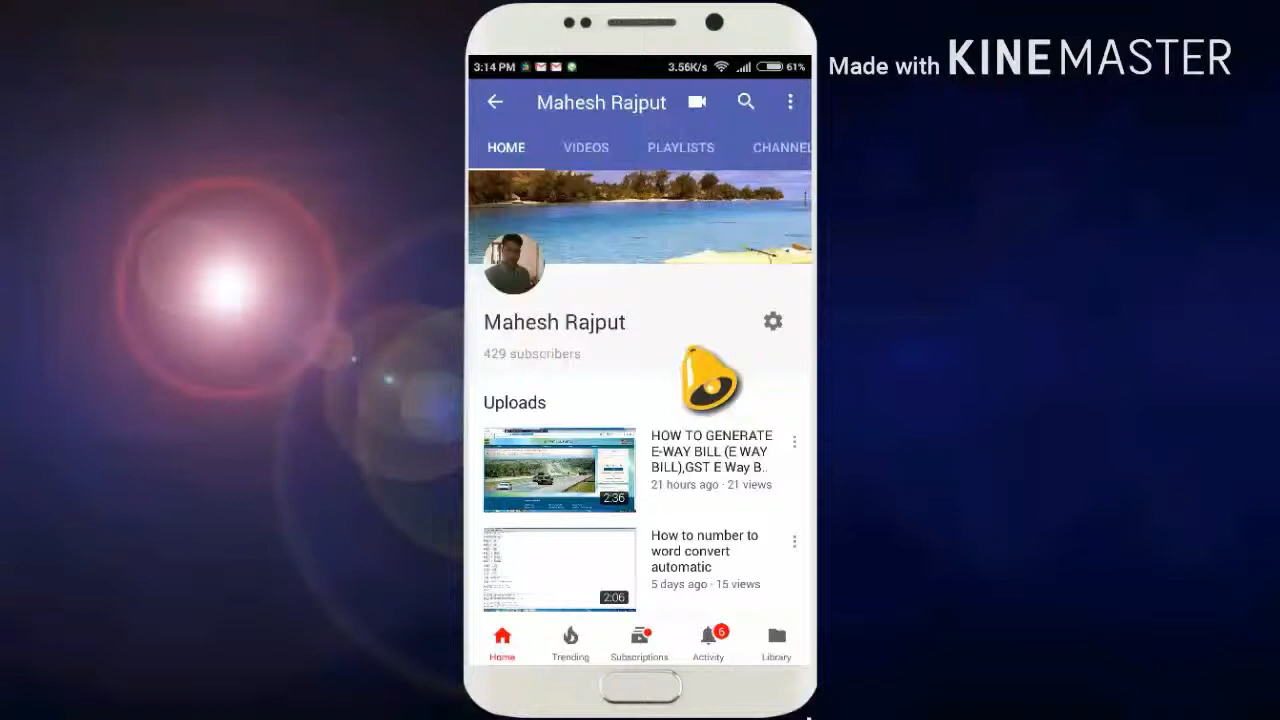 Made with KINEMASTER
3:14 PM 3.56K/s 61%
Mahesh Rajput
HOME VIDEOS PLAYLISTS CHANNEL
Mahesh Rajput
429 subscribers
Uploads
HOW TO GENERATE
E-WAY BILL (E WAY
BILL),GST E Way B..
21 hours ago · 21 views
2:36
How to number to
word convert
automatic
5 days ago · 15 views
2:06
6
Home Trending Subscriptions Activity Library